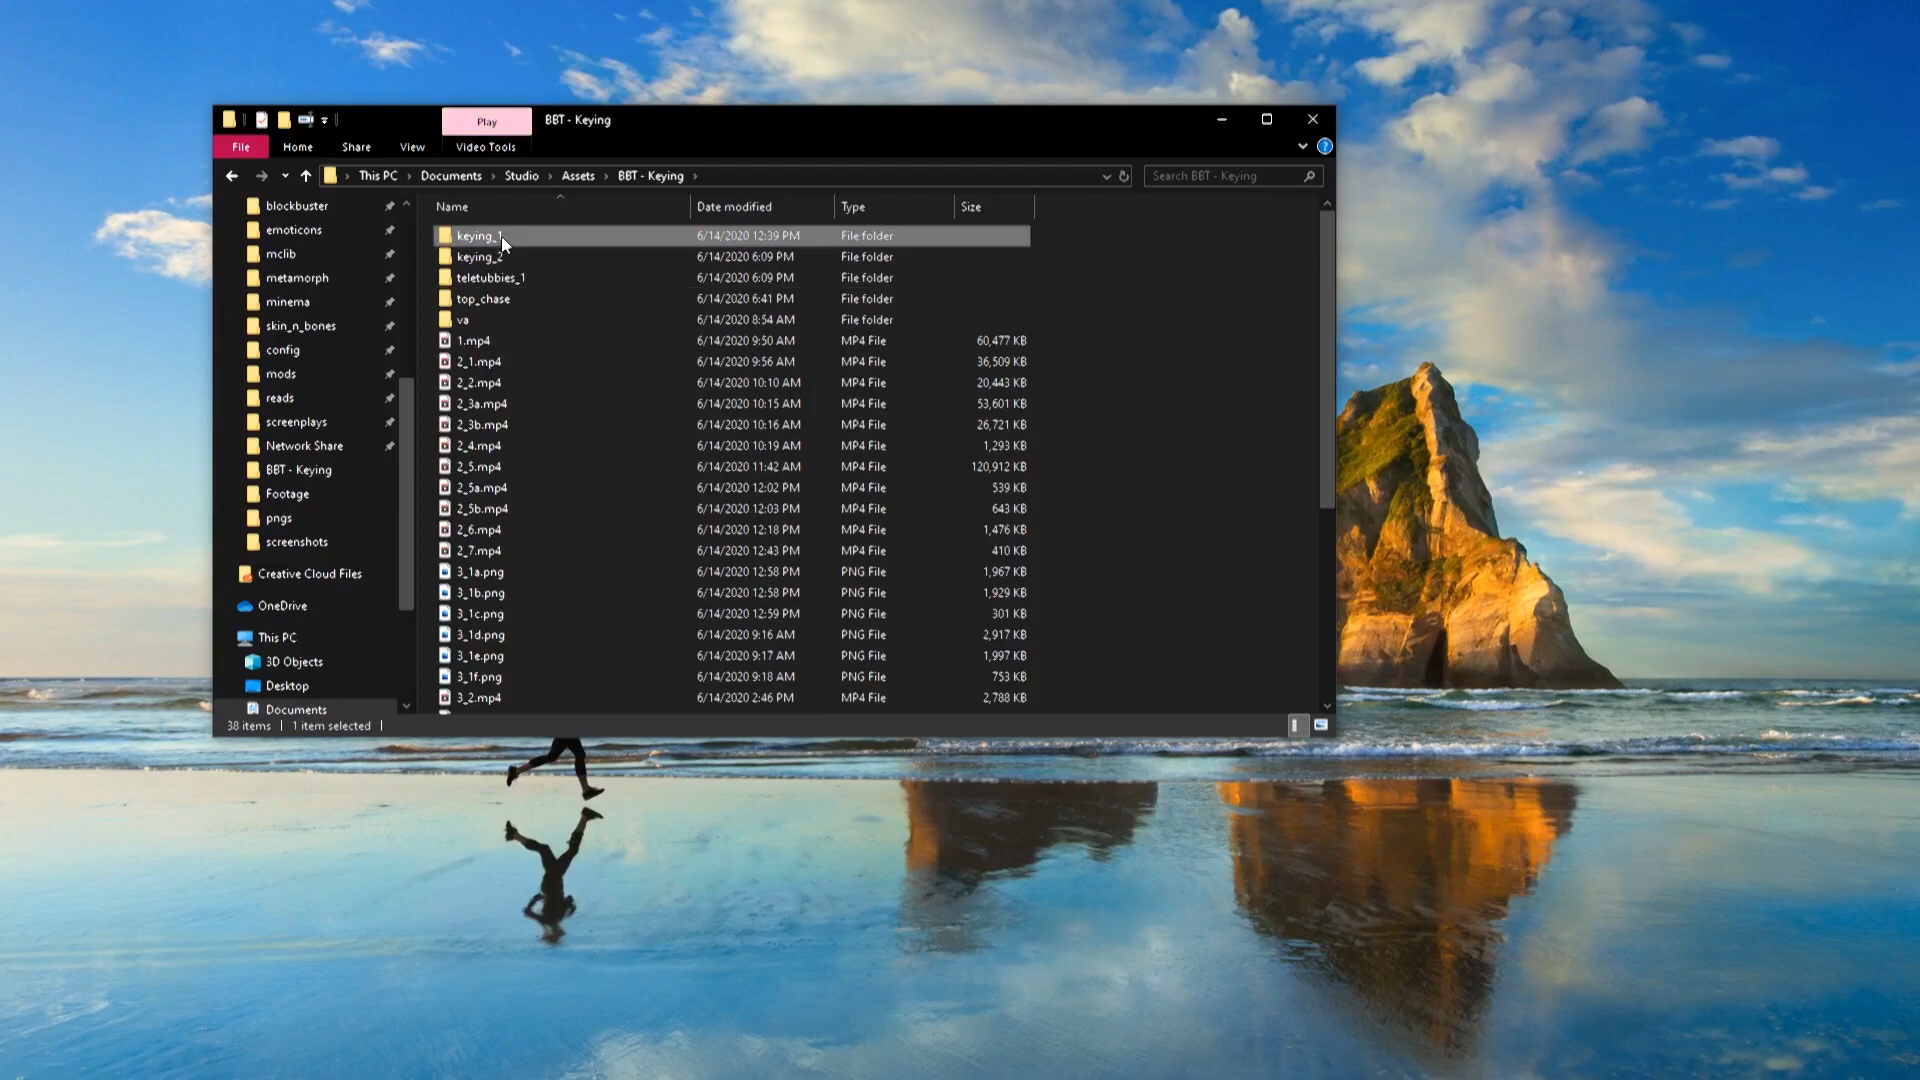 Play BBT - Keying
File Home Share View Video Tools
This PC Documents Studio Assets BBT - Keying Search BBT - Keying
blockbuster
emoticons
mclib
metamorph
minema
skin_n_bones
config
mods
reads
screenplays
Network Share
BBT - Keying
Footage
pngs
screenshots
Creative Cloud Files
OneDrive
This PC
3D Objects
Desktop
Documents
Name Date modified Type Size
keying_1 6/14/2020 12:39 PM File folder
keying_2 6/14/2020 6:09 PM File folder
teletubbies_1 6/14/2020 6:09 PM File folder
top_chase 6/14/2020 6:41 PM File folder
va 6/14/2020 8:54 AM File folder
1.mp4 6/14/2020 9:50 AM MP4 File 60,477 KB
2_1.mp4 6/14/2020 9:56 AM MP4 File 36,509 KB
2_2.mp4 6/14/2020 10:10 AM MP4 File 20,443 KB
2_3a.mp4 6/14/2020 10:15 AM MP4 File 53,601 KB
2_3b.mp4 6/14/2020 10:16 AM MP4 File 26,721 KB
2_4.mp4 6/14/2020 10:19 AM MP4 File 1,293 KB
2_5.mp4 6/14/2020 11:42 AM MP4 File 120,912 KB
2_5a.mp4 6/14/2020 12:02 PM MP4 File 539 KB
2_5b.mp4 6/14/2020 12:03 PM MP4 File 643 KB
2_6.mp4 6/14/2020 12:18 PM MP4 File 1,476 KB
2_7.mp4 6/14/2020 12:43 PM MP4 File 410 KB
3_1a.png 6/14/2020 12:58 PM PNG File 1,967 KB
3_1b.png 6/14/2020 12:58 PM PNG File 1,929 KB
3_1c.png 6/14/2020 12:59 PM PNG File 301 KB
3_1d.png 6/14/2020 9:16 AM PNG File 2,917 KB
3_1e.png 6/14/2020 9:17 AM PNG File 1,997 KB
3_1f.png 6/14/2020 9:18 AM PNG File 753 KB
3_2.mp4 6/14/2020 2:46 PM MP4 File 2,788 KB
38 items 1 item selected